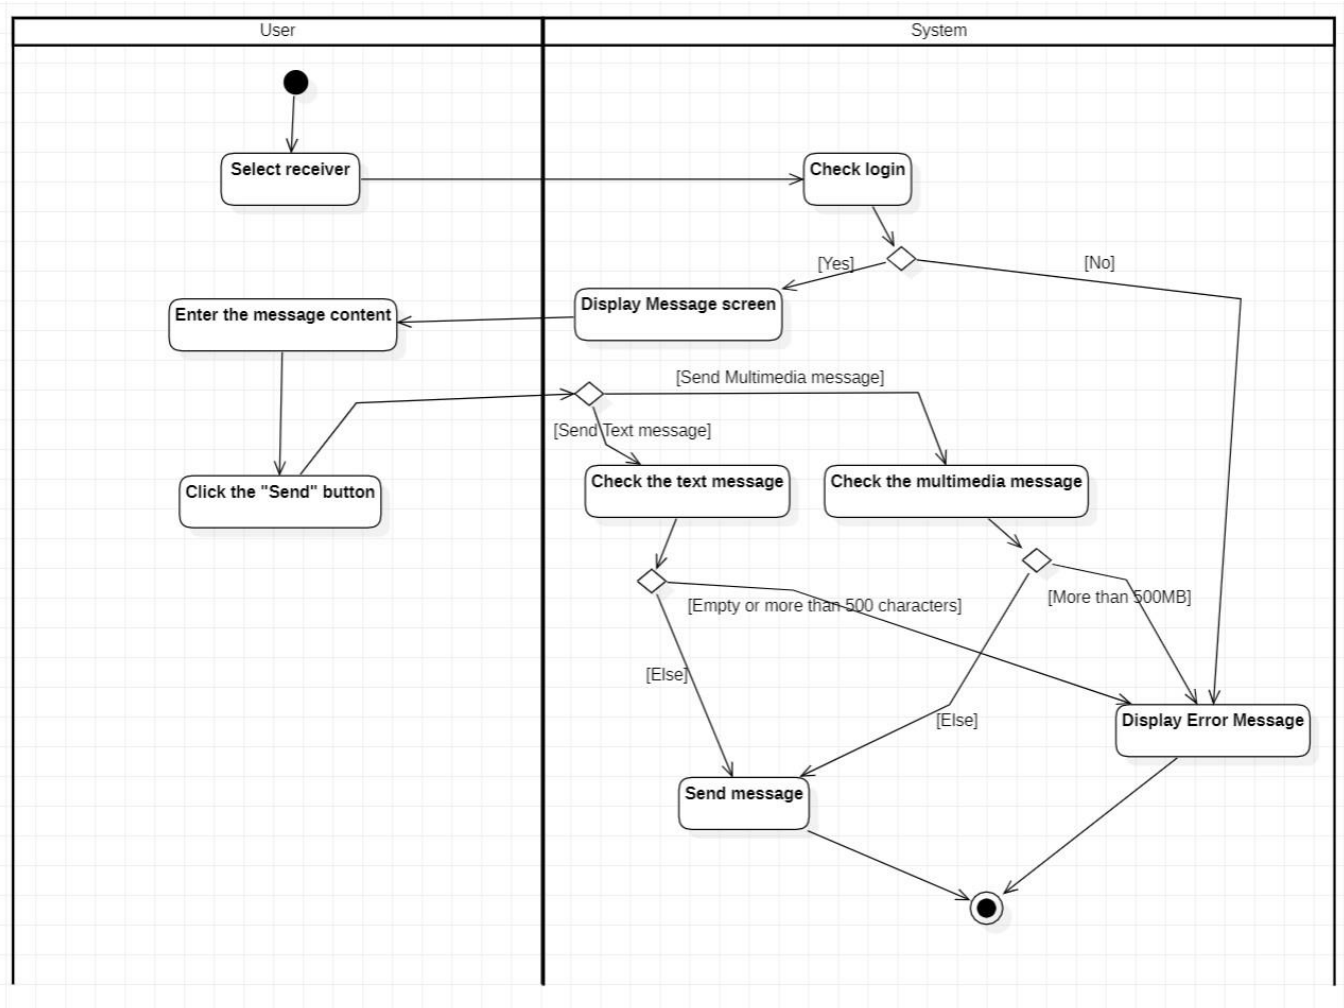 User
System
Select receiver
Check login
[Yes]
[No]
Display Message screen
Enter the message content
[Send Multimedia message]
[Send Text message]
Check the text message
Check the multimedia message
Click the "Send" button
[Empty or more than 500 characters]
[More than 500MB]
[Else]
[Else]
Display Error Message
Send message